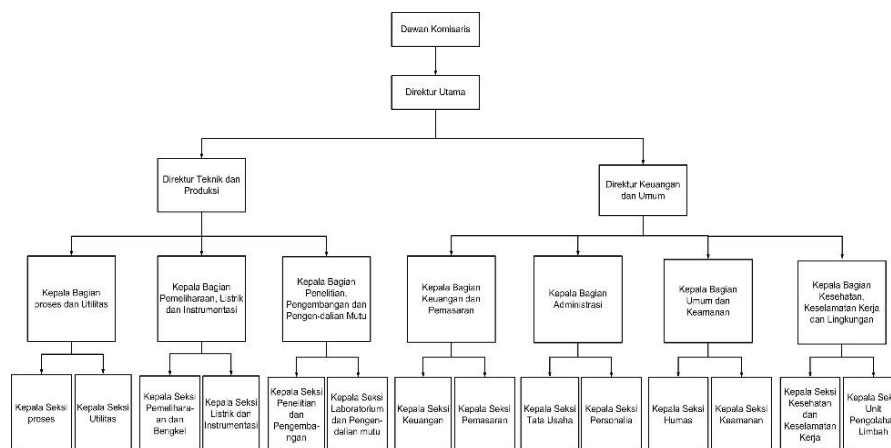 Dewan Komisaris
Direktur Utama
Direktur Teknik dan
Produksi
Direktur Keuangan
dan Umum
Kepala Bagian
proses dan Utilitas
Kepala Bagian
Pemeliharaan, Listrik
dan Instrumentasi
Kepala Bagian
Penelitian,
Pengembangan dan
Pengen-dalian Mutu
Kepala Bagian
Keuangan dan
Pemasaran
Kepala Bagian
Administrasi
Kepala Bagian
Umum dan
Keamanan
Kepala Bagian
Kesehatan,
Keselamatan Kerja
dan Lingkungan
Kepala Seksi
proses
Kepala Seksi
Utilitas
Kepala Seksi
Pemelihara-
an dan
Bengkel
Kepala Seksi
Listrik dan
Instrumentasi
Kepala Seksi
Penelitian
dan
Pengemba-
ngan
Kepala Seksi
Laboratorium
dan Pengen-
dalian mutu
Kepala Seksi
Keuangan
Kepala Seksi
Pemasaran
Kepala Seksi
Tata Usaha
Kepala Seksi
Personalia
Kepala Seksi
Humas
Kepala Seksi
Keamanan
Kepala Seksi
Kesehatan
dan
Keselamatan
Kerja
Kepala Seksi
Unit
Pengolahan
Limbah